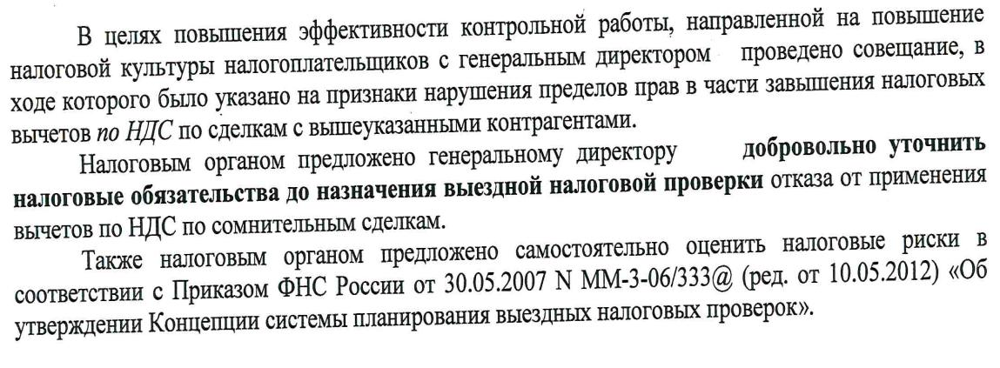 В целях повышения эффективности контрольной работы, направленной на повышение
налоговой культуры налогоплательщиков с генеральным директором проведено совещание, в
ходе которого было указано на признаки нарушения пределов прав в части завышения налоговых
вычетов по НДС по сделкам с вышеуказанными контрагентами.
Налоговым органом предложено генеральному директору добровольно уточнить
налоговые обязательства до назначения выездной налоговой проверки отказа от применения
вычетов по НДС по сомнительным сделкам.
Также налоговым органом предложено самостоятельно оценить налоговые риски в
соответствии с Приказом ФНС России от 30.05.2007 N ММ-3-06/333@ (ред. от 10.05.2012) «Об
утверждении Концепции системы планирования выездных налоговых проверок».